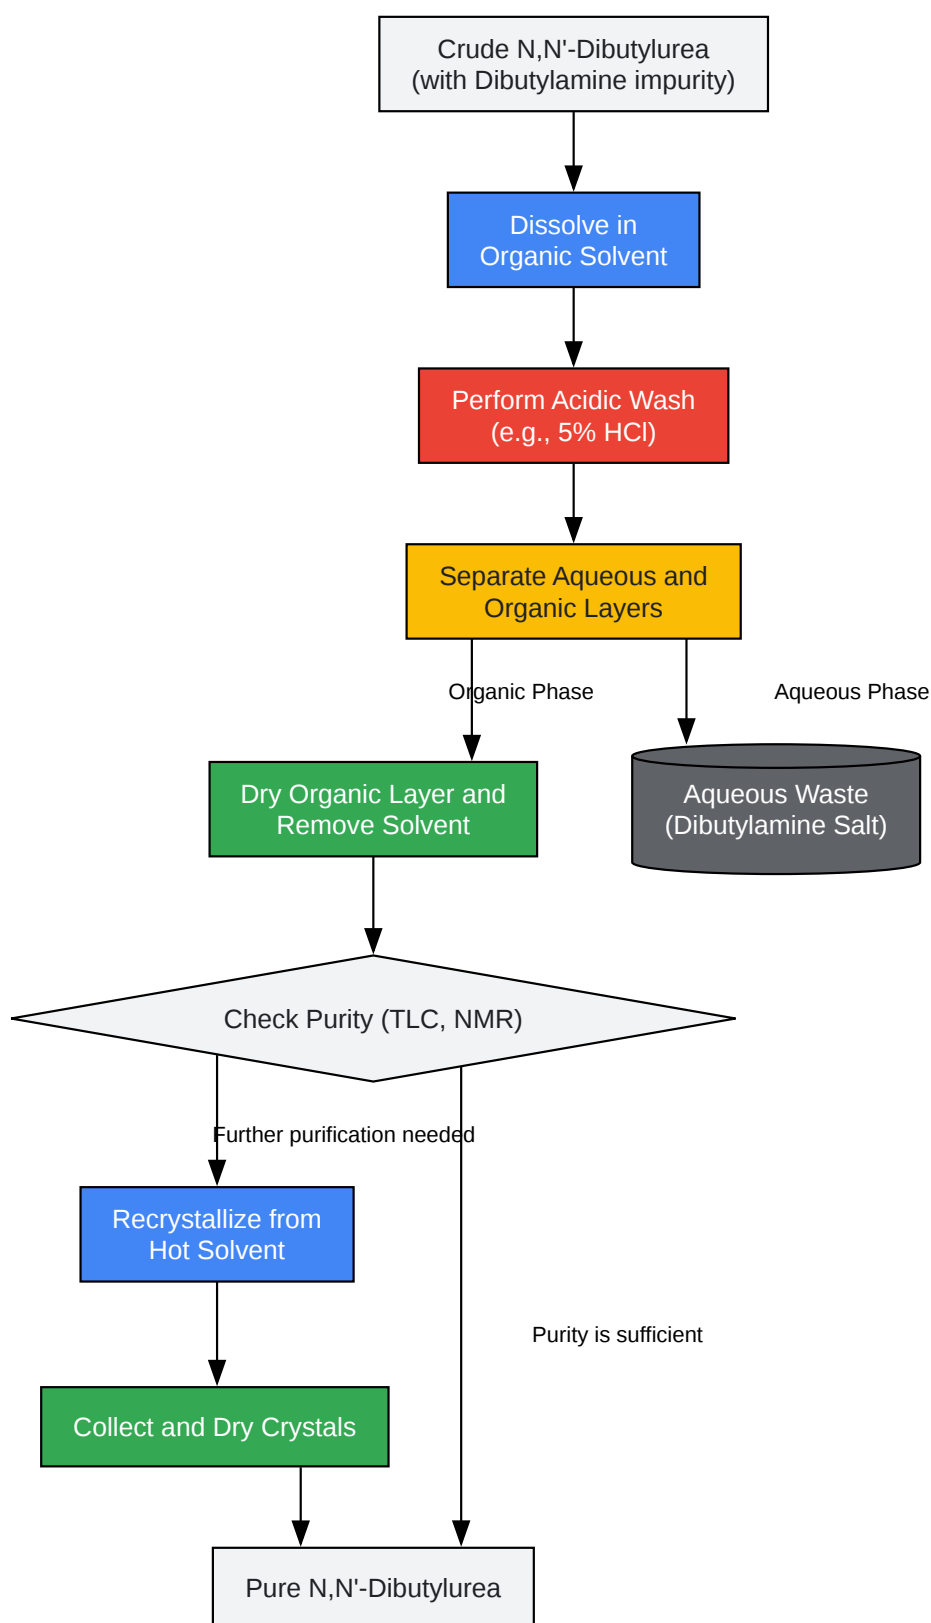 Crude N,N'-Dibutylurea
(with Dibutylamine impurity)
Dissolve in
Organic Solvent
Perform Acidic Wash
(e.g., 5% HCl)
Separate Aqueous and
Organic Layers
Organic Phase
Aqueous Phase
Dry Organic Layer and
Remove Solvent
Aqueous Waste
(Dibutylamine Salt)
Check Purity (TLC, NMR)
Further purification needed
Recrystallize from
Hot Solvent
Purity is sufficient
Collect and Dry Crystals
Pure N,N'-Dibutylurea